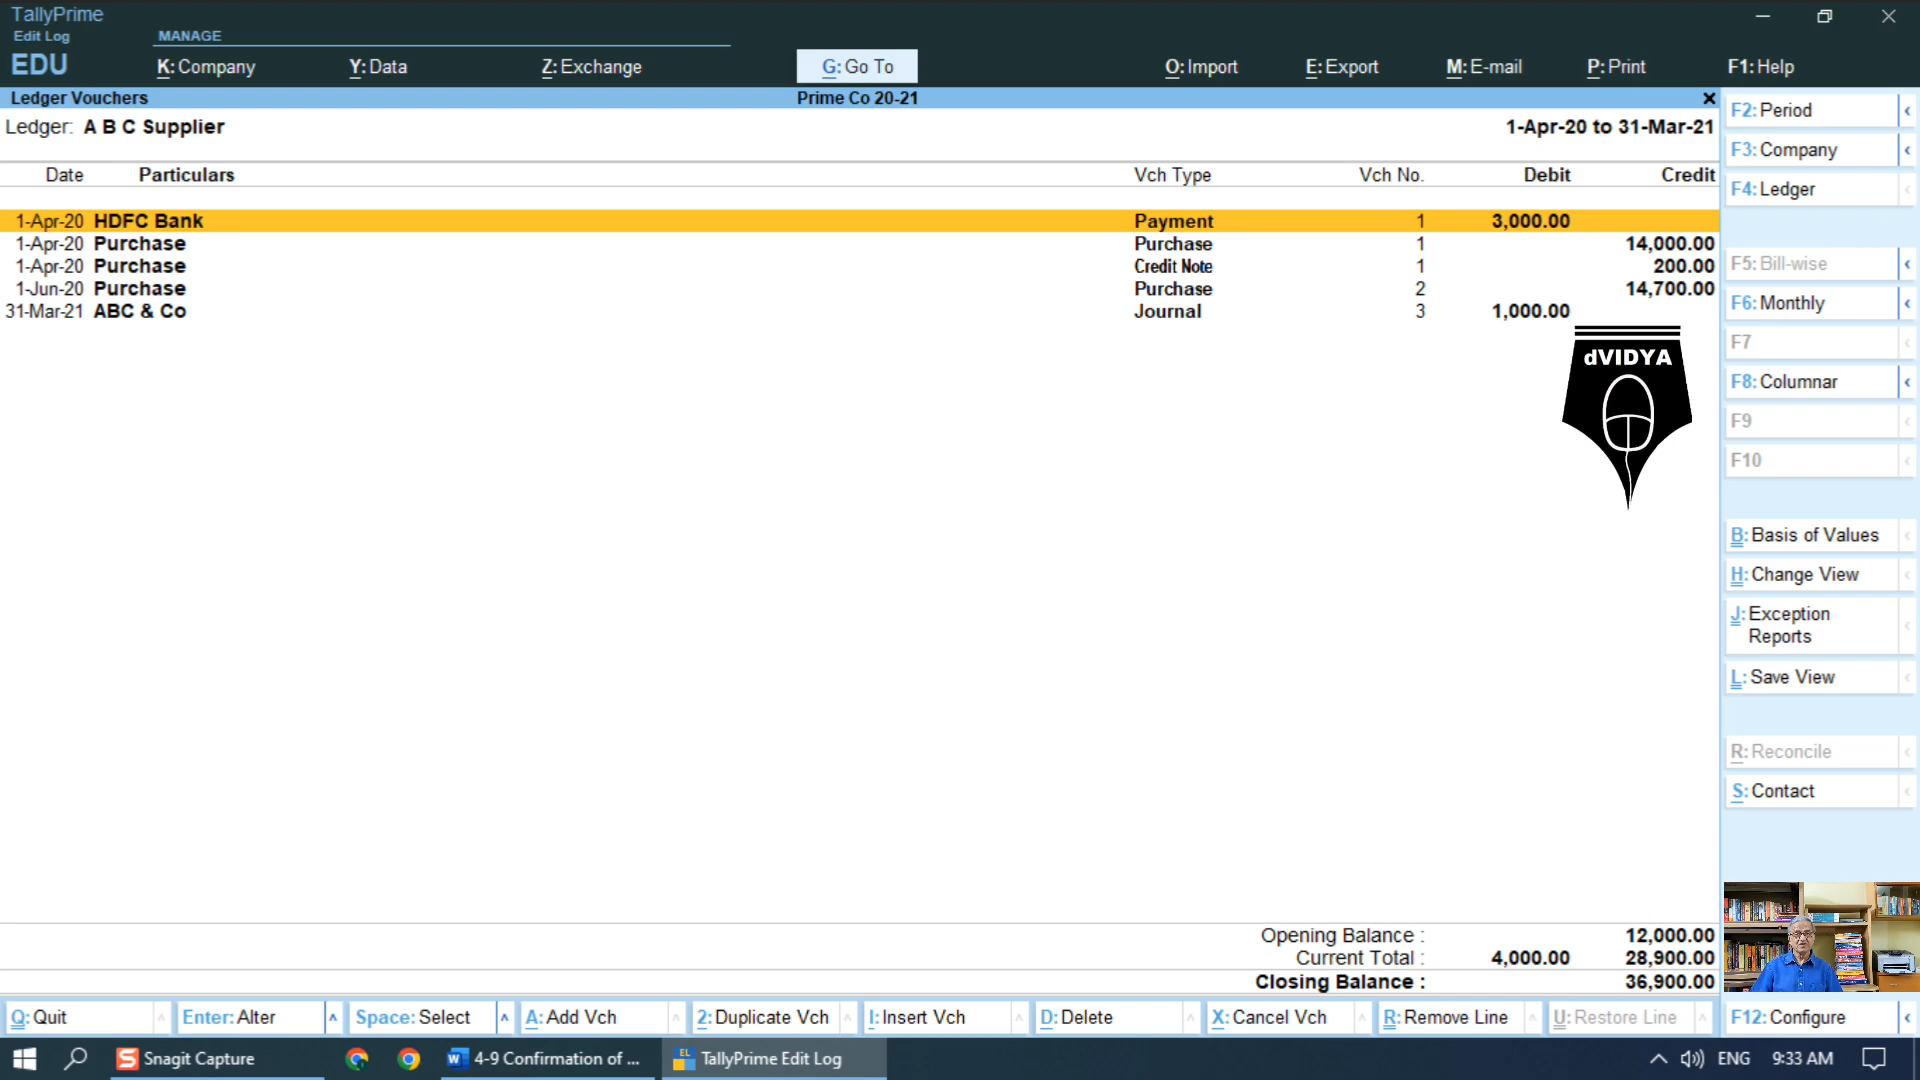 TallyPrime
Edit Log
MANAGE
EDU
K: Company
Y: Data
Z: Exchange
G: Go To
O: Import
E: Export
M: E-mail
P: Print
F1: Help
Ledger Vouchers Prime Co 20-21
Ledger: A B C Supplier 1-Apr-20 to 31-Mar-21
Date Particulars Vch Type Vch No. Debit Credit
1-Apr-20 HDFC Bank Payment 1 3,000.00
1-Apr-20 Purchase Purchase 1 14,000.00
1-Apr-20 Purchase Credit Note 1 200.00
1-Jun-20 Purchase Purchase 2 14,700.00
31-Mar-21 ABC & Co Journal 3 1,000.00
dVIDYA
Opening Balance : 12,000.00
Current Total : 4,000.00 28,900.00
Closing Balance : 36,900.00
F2: Period
F3: Company
F4: Ledger
F5: Bill-wise
F6: Monthly
F7
F8: Columnar
F9
F10
B: Basis of Values
H: Change View
J: Exception
Reports
L: Save View
R: Reconcile
S: Contact
Q: Quit
Enter: Alter
Space: Select
A: Add Vch
2: Duplicate Vch
I: Insert Vch
D: Delete
X: Cancel Vch
R: Remove Line
U: Restore Line
F12: Configure
Snagit Capture
4-9 Confirmation of ...
TallyPrime Edit Log
ENG
9:33 AM